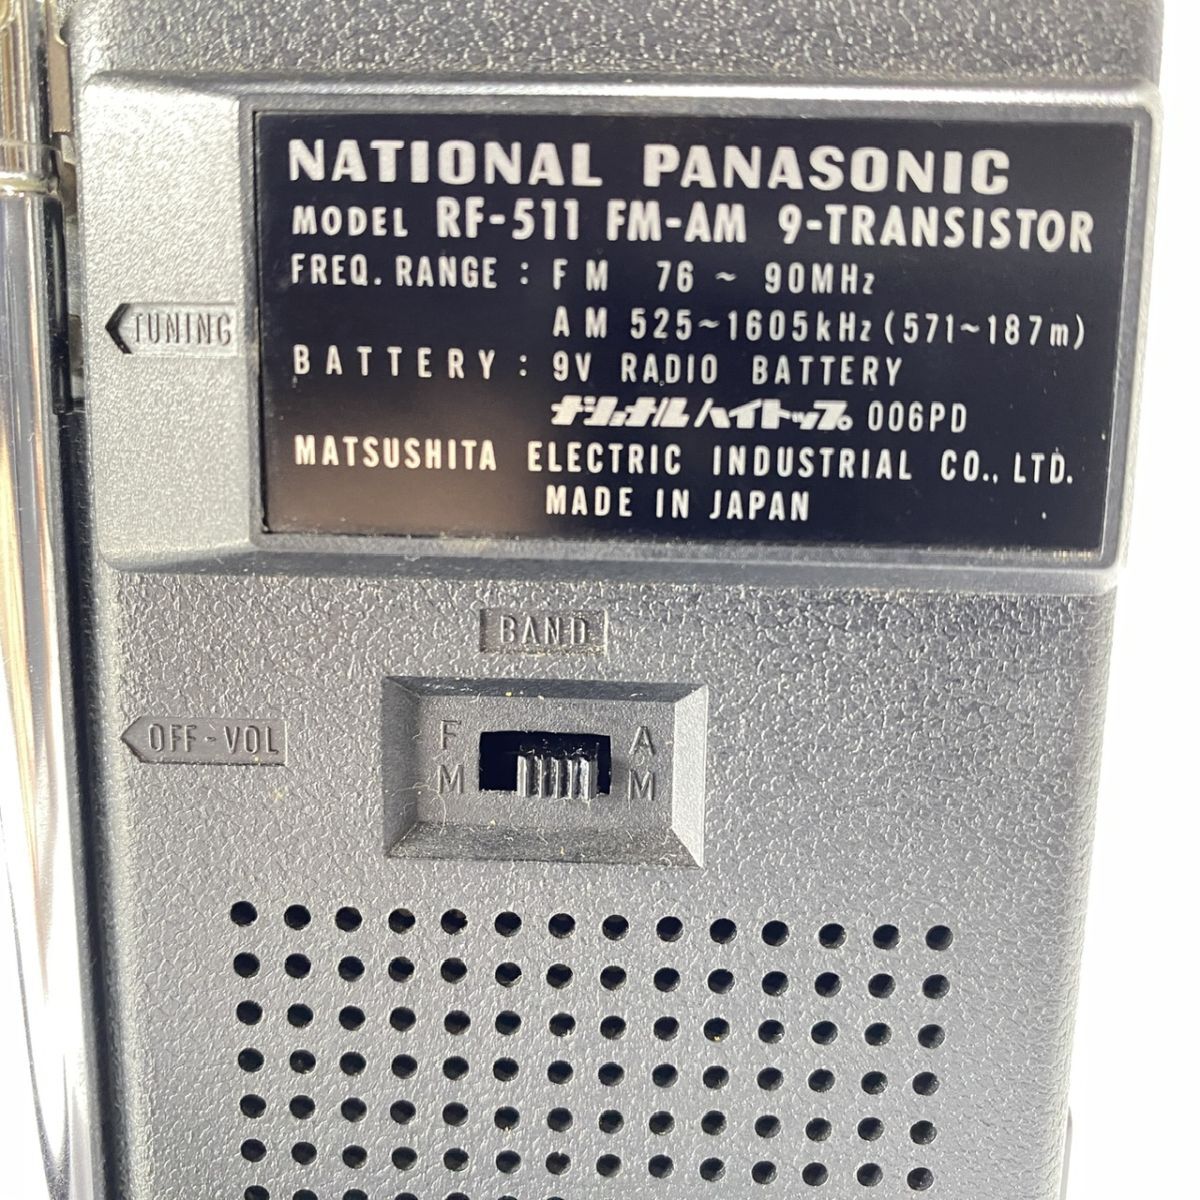 NATIONAL PANASONIC
MODEL RF-511 FM-AM 9-TRANSISTOR
FREQ. RANGE : FM 76 ~ 90MHz
AM 525~1605kHz (571~187m)
BATTERY : 9V RADIO BATTERY
ナショナル ハイトップ 006PD
MATSUSHITA ELECTRIC INDUSTRIAL CO., LTD.
MADE IN JAPAN
TUNING
BAND
OFF-VOL
FM
AM